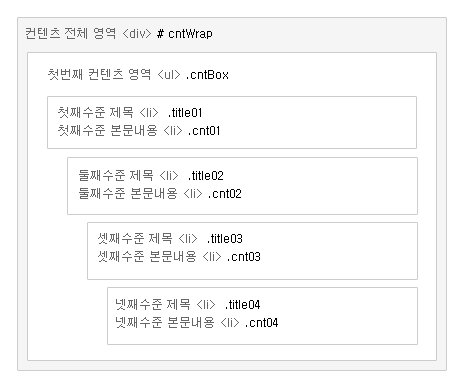 컨텐츠 전체 영역 <div> # cntWrap
첫번째 컨텐츠 영역 <ul> .cntBox
첫째수준 제목 <li> .title01
첫째수준 본문내용 <li> .cnt01
둘째수준 제목 <li> .title02
둘째수준 본문내용 <li> .cnt02
셋째수준 제목 <li> .title03
셋째수준 본문내용 <li> .cnt03
넷째수준 제목 <li> .title04
넷째수준 본문내용 <li> .cnt04